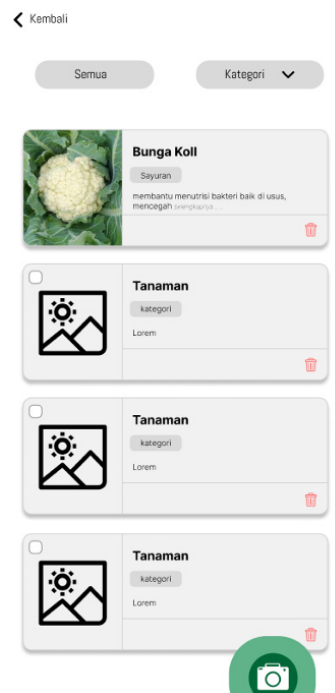 Kembali
Semua
Kategori
Bunga Koll
Sayuran
membantu menutrisi bakteri baik di usus,
mencegah selengkapnya ...
Tanaman
kategori
Lorem
Tanaman
kategori
Lorem
Tanaman
kategori
Lorem